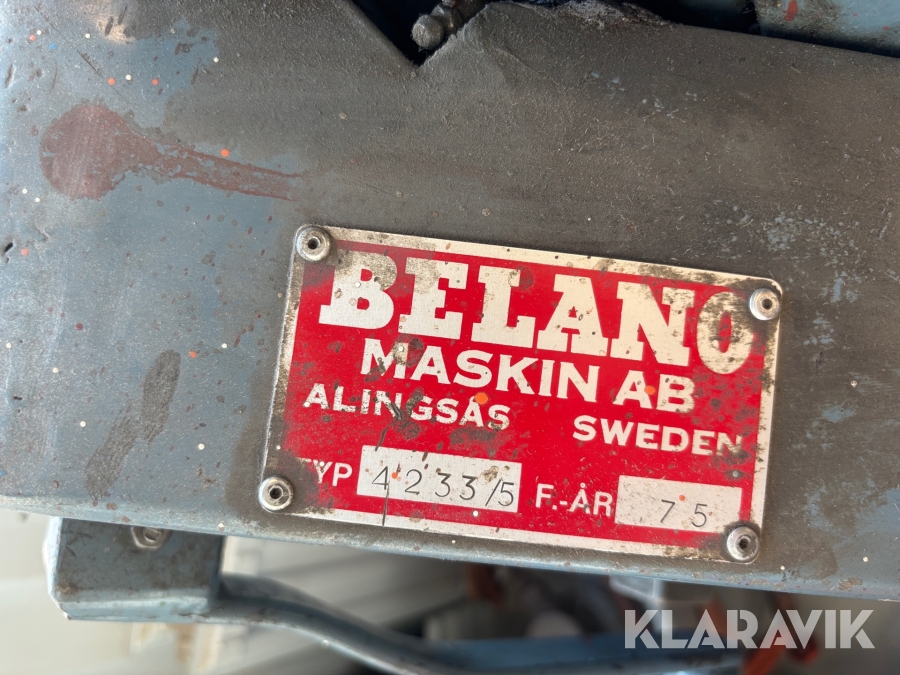 BELANO
MASKIN AB
ALINGSÅS SWEDEN
TYP 4233/5 F.-ÅR 75
KLARAVIK